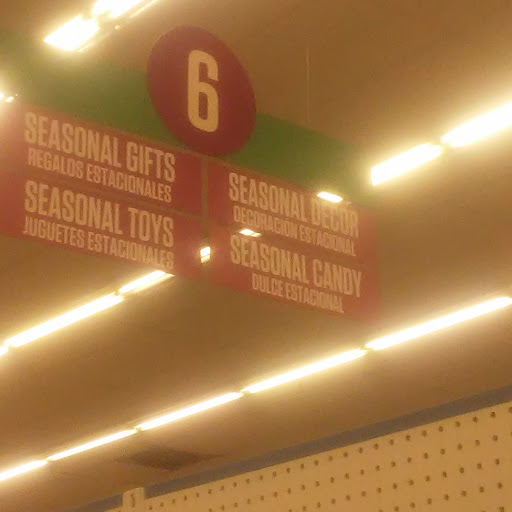 6
SEASONAL GIFTS
REGALOS ESTACIONALES
SEASONAL TOYS
JUGUETES ESTACIONALES
SEASONAL DECOR
DECORACION ESTACIONAL
SEASONAL CANDY
DULCE ESTACIONAL